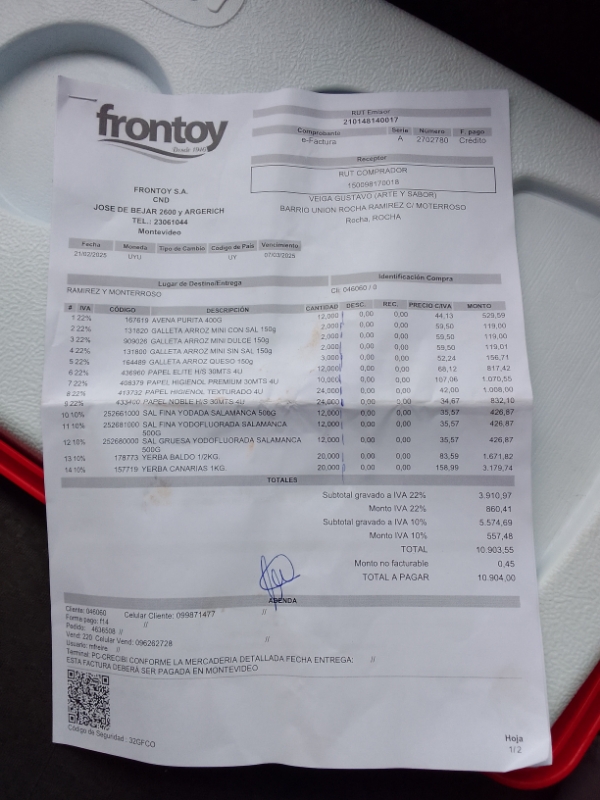 frontoy
Desde 1940
FRONTOY S.A.
CND
JOSE DE BEJAR 2600 y ARGERICH
TEL.: 23061044
Montevideo
RUT Emisor
210148140017
Comprobante Serie Número F. pago
e-Factura A 2702780 Crédito
Receptor
RUT COMPRADOR
150098170018
VEIGA GUSTAVO (ARTE Y SABOR)
BARRIO UNION ROCHA RAMIREZ C/ MOTERROSO
Rocha, ROCHA
Fecha Moneda Tipo de Cambio Código de País Vencimiento
21/02/2025 UYU UY 07/03/2025
Lugar de Destino/Entrega Identificación Compra
RAMIREZ Y MONTERROSO Cli: 046060 / 0
# IVA CÓDIGO DESCRIPCIÓN CANTIDAD DESC. REC. PRECIO C/IVA MONTO
1 22% 167619 AVENA PURITA 400G 12,000 0,00 0,00 44,13 529,59
2 22% 131820 GALLETA ARROZ MINI CON SAL 150g 2,000 0,00 0,00 59,50 119,00
3 22% 909026 GALLETA ARROZ MINI DULCE 150g 2,000 0,00 0,00 59,50 119,00
4 22% 131800 GALLETA ARROZ MINI SIN SAL 150g 2,000 0,00 0,00 59,50 119,01
5 22% 164489 GALLETA ARROZ QUESO 150g 3,000 0,00 0,00 52,24 156,71
6 22% 436960 PAPEL ELITE H/S 30MTS 4U 12,000 0,00 0,00 68,12 817,42
7 22% 408379 PAPEL HIGIENOL PREMIUM 30MTS 4U 10,000 0,00 0,00 107,06 1.070,55
8 22% 413732 PAPEL HIGIENOL TEXTURADO 4U 24,000 0,00 0,00 42,00 1.008,00
9 22% 433400 PAPEL NOBLE H/S 30MTS 4U 24,000 0,00 0,00 34,67 832,10
10 10% 252661000 SAL FINA YODADA SALAMANCA 500G 12,000 0,00 0,00 35,57 426,87
11 10% 252681000 SAL FINA YODOFLUORADA SALAMANCA 12,000 0,00 0,00 35,57 426,87
500G
12 10% 252680000 SAL GRUESA YODOFLUORADA SALAMANCA 12,000 0,00 0,00 35,57 426,87
500G
13 10% 178773 YERBA BALDO 1/2KG. 20,000 0,00 0,00 83,59 1.671,82
14 10% 157719 YERBA CANARIAS 1KG. 20,000 0,00 0,00 158,99 3.179,74
TOTALES
Subtotal gravado a IVA 22% 3.910,97
Monto IVA 22% 860,41
Subtotal gravado a IVA 10% 5.574,69
Monto IVA 10% 557,48
TOTAL 10.903,55
Monto no facturable 0,45
TOTAL A PAGAR 10.904,00
ADENDA
Cliente: 046060 Celular Cliente: 099871477 //
Forma pago: f14 //
Pedido: 4636508 //
Vend: 220 Celular Vend: 096262728 //
Usuario: mfreire //
Terminal: PC-CRECIBI CONFORME LA MERCADERIA DETALLADA FECHA ENTREGA: //
ESTA FACTURA DEBERÁ SER PAGADA EN MONTEVIDEO
Código de Seguridad : 32GFCO
Hoja
1/2